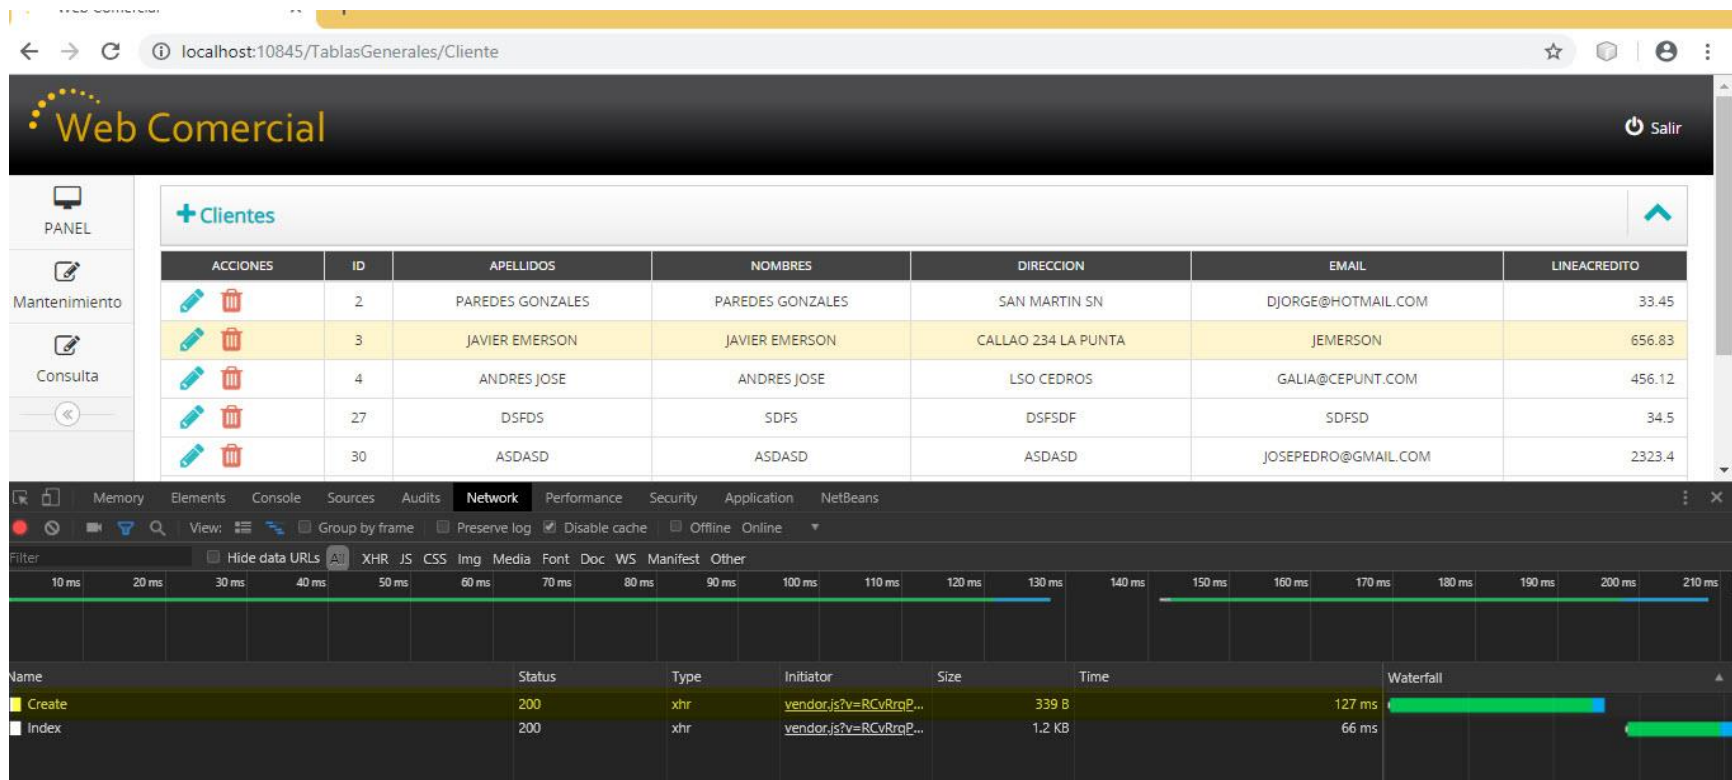 Web Comercial
localhost:10845/TablasGenerales/Cliente
Web Comercial
Salir
PANEL
Mantenimiento
Consulta
Clientes
ACCIONES ID APELLIDOS NOMBRES DIRECCION EMAIL LINEACREDITO
2 PAREDES GONZALES PAREDES GONZALES SAN MARTIN SN DJORGE@HOTMAIL.COM 33.45
3 JAVIER EMERSON JAVIER EMERSON CALLAO 234 LA PUNTA JEMERSON 656.83
4 ANDRES JOSE ANDRES JOSE LSO CEDROS GALIA@CEPUNT.COM 456.12
27 DSFDS SDFS DSFSDF SDFSD 34.5
30 ASDASD ASDASD ASDASD JOSEPEDRO@GMAIL.COM 2323.4
Memory Elements Console Sources Audits Network Performance Security Application NetBeans
View: Group by frame Preserve log Disable cache Offline Online
Filter Hide data URLs All XHR JS CSS Img Media Font Doc WS Manifest Other
10 ms 20 ms 30 ms 40 ms 50 ms 60 ms 70 ms 80 ms 90 ms 100 ms 110 ms 120 ms 130 ms 140 ms 150 ms 160 ms 170 ms 180 ms 190 ms 200 ms 210 ms
Name Status Type Initiator Size Time Waterfall
Create 200 xhr vendor.js?v=RCvRrqP... 339 B 127 ms
Index 200 xhr vendor.js?v=RCvRrqP... 1.2 KB 66 ms